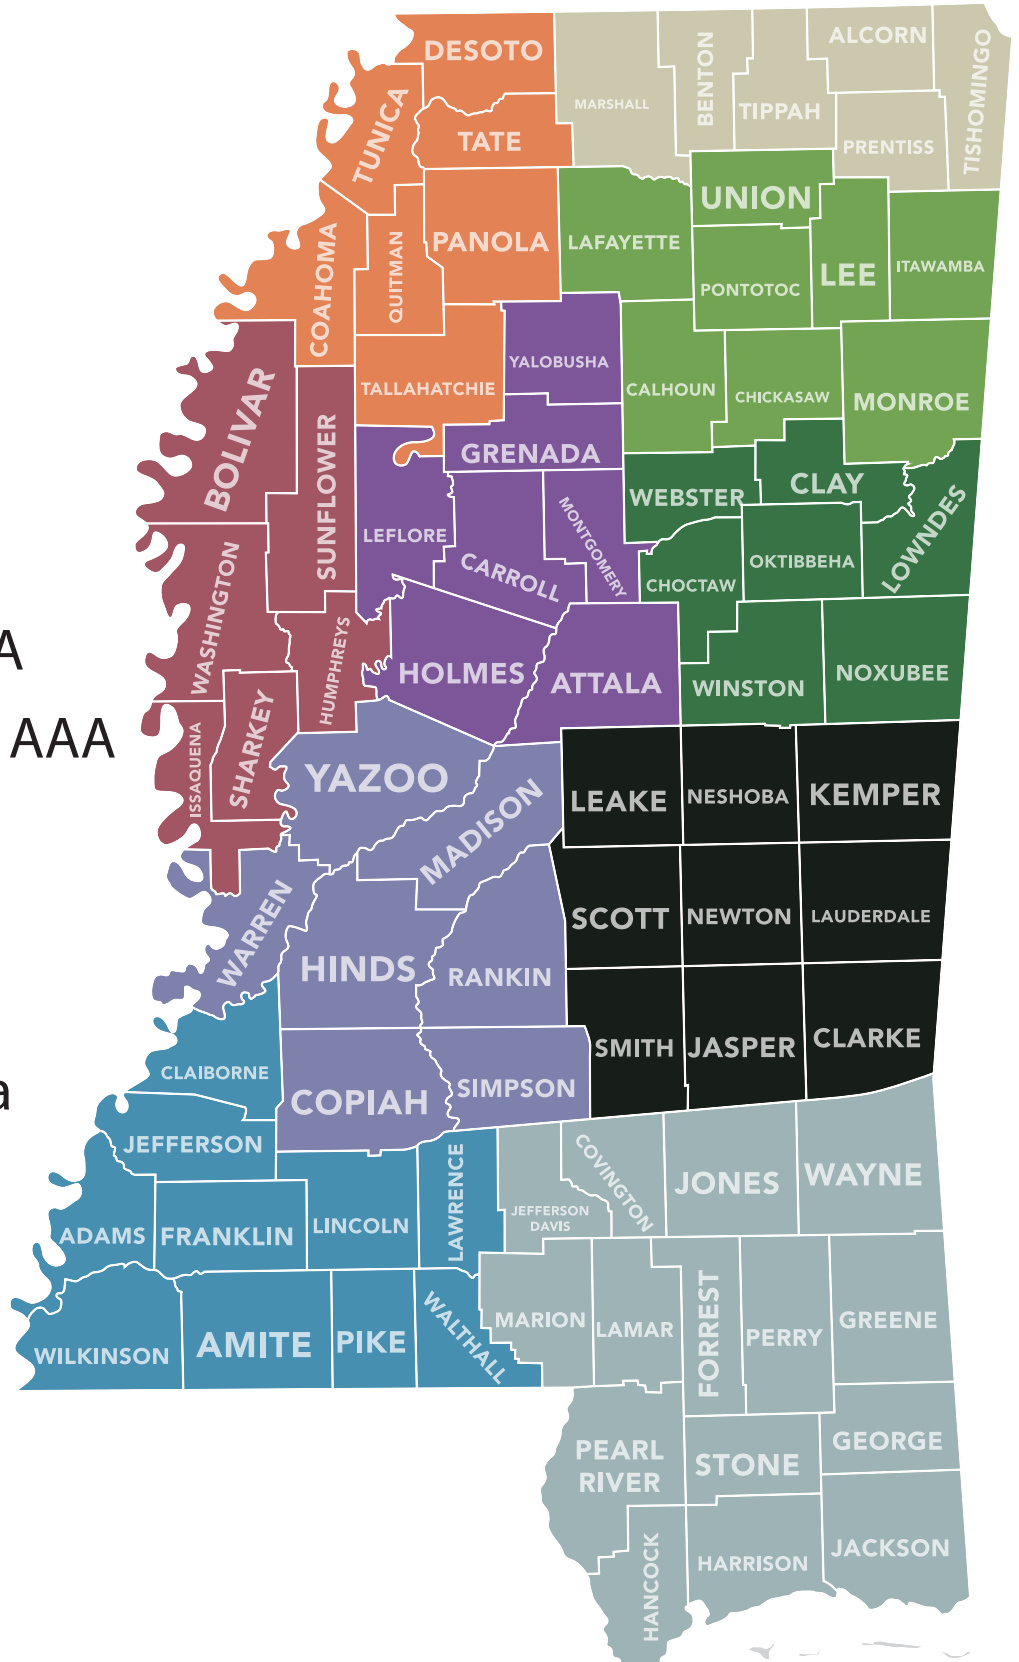 DESOTO
MARSHALL
BENTON
TIPPAH
ALCORN
TISHOMINGO
TUNICA
TATE
PRENTISS
COAHOMA
QUITMAN
PANOLA
LAFAYETTE
UNION
PONTOTOC
LEE
ITAWAMBA
TALLAHATCHIE
YALOBUSHA
CALHOUN
CHICKASAW
MONROE
BOLIVAR
SUNFLOWER
GRENADA
WEBSTER
CLAY
LOWNDES
LEFLORE
CARROLL
MONTGOMERY
CHOCTAW
OKTIBBEHA
WASHINGTON
HUMPHREYS
HOLMES
ATTALA
WINSTON
NOXUBEE
A
AAA
ISSAQUENA
SHARKEY
YAZOO
MADISON
LEAKE
NESHOBA
KEMPER
WARREN
HINDS
RANKIN
SCOTT
NEWTON
LAUDERDALE
SMITH
JASPER
CLARKE
a
CLAIBORNE
COPIAH
SIMPSON
JEFFERSON
LAWRENCE
JEFFERSON
DAVIS
COVINGTON
JONES
WAYNE
ADAMS
FRANKLIN
LINCOLN
WILKINSON
AMITE
PIKE
WALTHALL
MARION
LAMAR
FORREST
PERRY
GREENE
PEARL
RIVER
STONE
GEORGE
HANCOCK
HARRISON
JACKSON